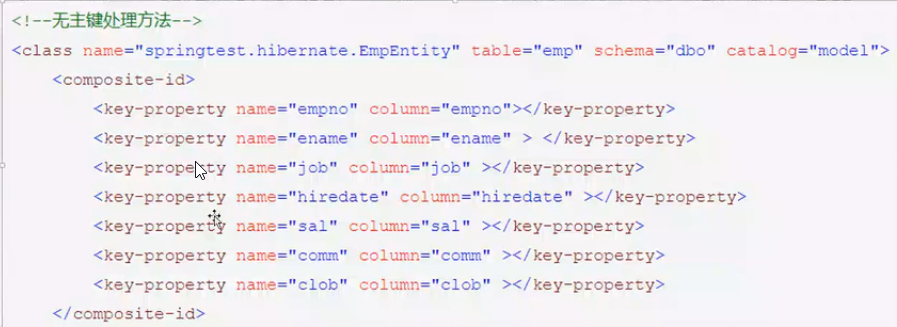 <!--无主键处理方法-->
<class name="springtest.hibernate.EmpEntity" table="emp" schema="dbo" catalog="model">
<composite-id>
<key-property name="empno" column="empno"></key-property>
<key-property name="ename" column="ename" > </key-property>
<key-property name="job" column="job" ></key-property>
<key-property name="hiredate" column="hiredate" ></key-property>
<key-property name="sal" column="sal" ></key-property>
<key-property name="comm" column="comm" ></key-property>
<key-property name="clob" column="clob" ></key-property>
</composite-id>